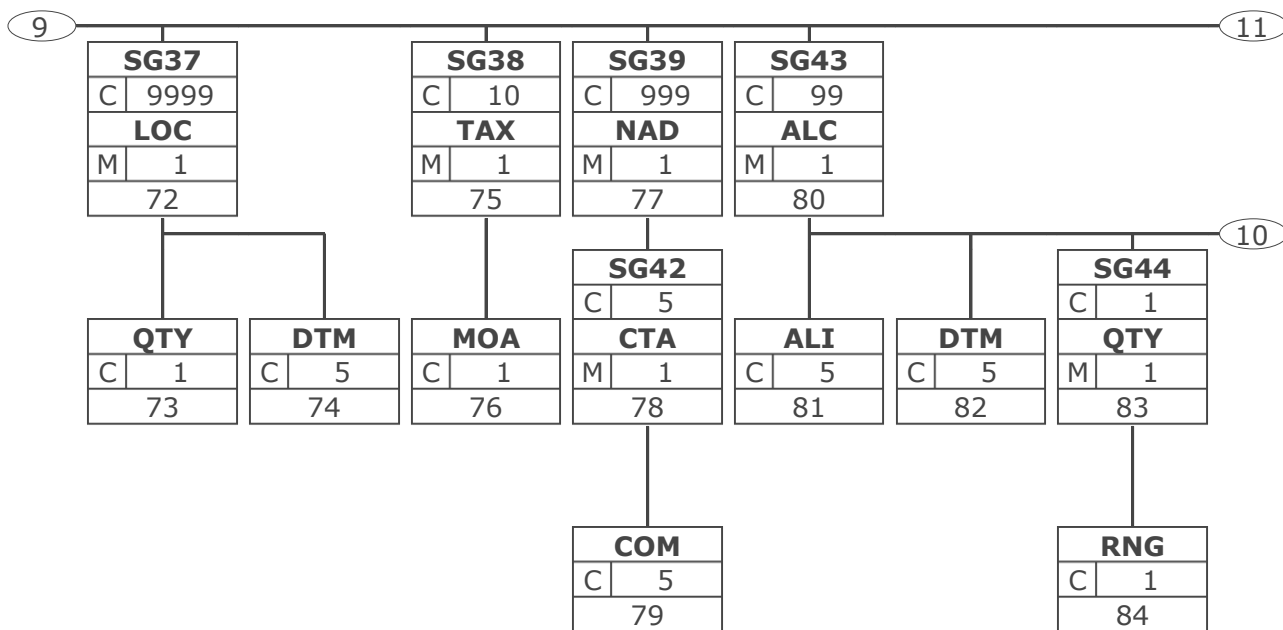 9
11
SG37
C 9999
LOC
M 1
72
SG38
C 10
TAX
M 1
75
SG39
C 999
NAD
M 1
77
SG43
C 99
ALC
M 1
80
10
SG42
C 5
CTA
M 1
78
SG44
C 1
QTY
M 1
83
QTY
C 1
73
DTM
C 5
74
MOA
C 1
76
ALI
C 5
81
DTM
C 5
82
COM
C 5
79
RNG
C 1
84